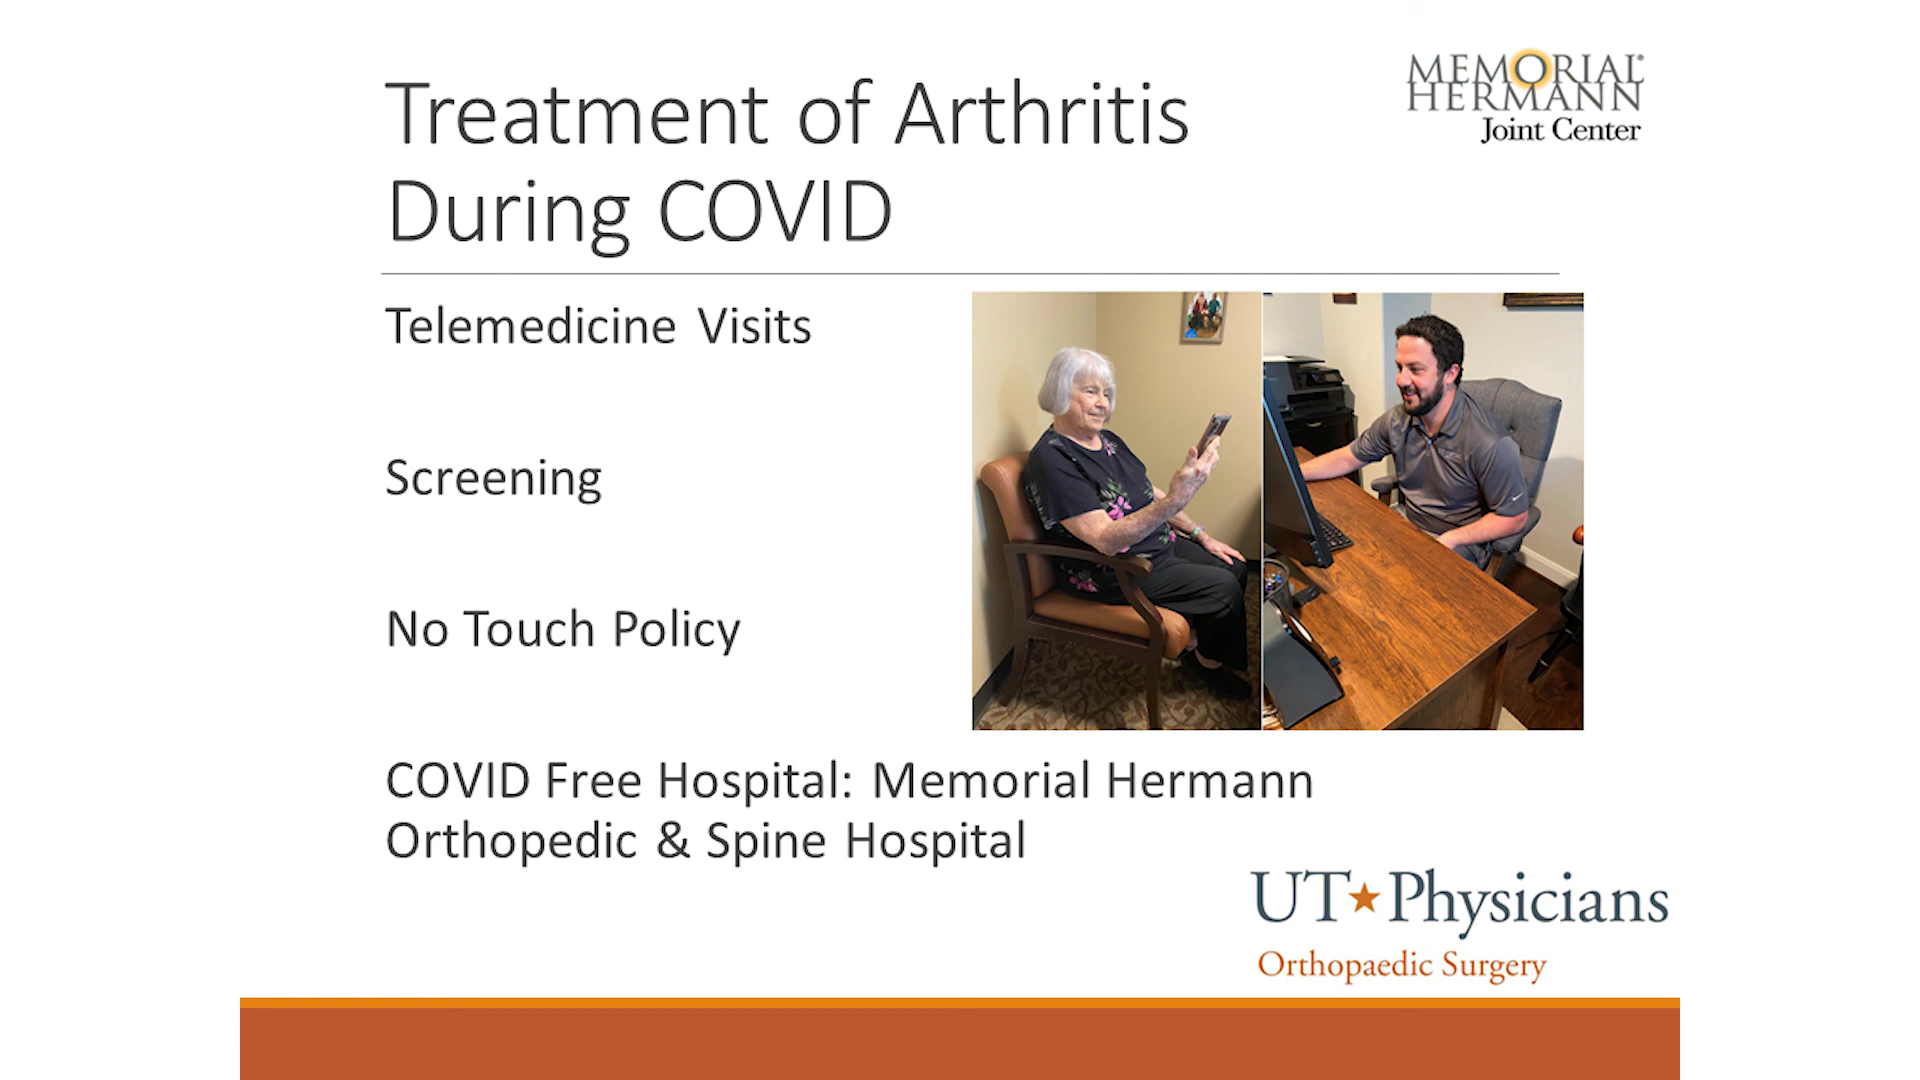 Treatment of Arthritis
During COVID
MEMORIAL®
HERMANN
Joint Center
Telemedicine Visits
Screening
No Touch Policy
COVID Free Hospital: Memorial Hermann
Orthopedic & Spine Hospital
UT★Physicians
Orthopaedic Surgery